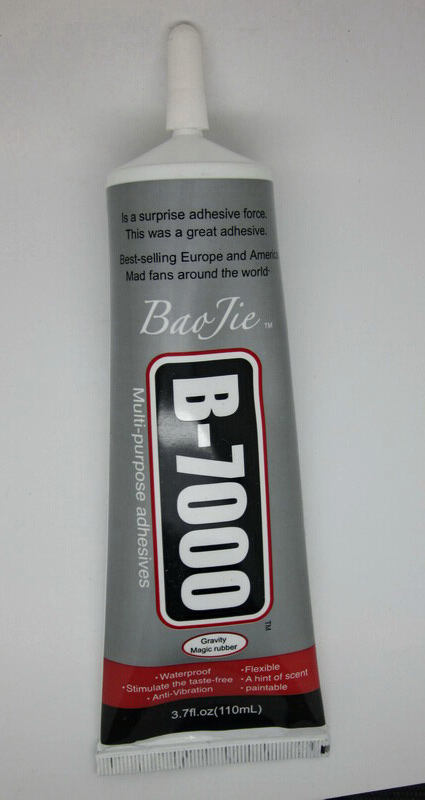 Is a surprise adhesive force.
This was a great adhesive.
Best-selling Europe and America
Mad fans around the world
BaoJie TM
B-7000 TM
Multi-purpose adhesives
Gravity
Magic rubber
·Waterproof
·Stimulate the taste-free
·Anti-Vibration
·Flexible
·A hint of scent
·paintable
3.7fl.oz(110mL)